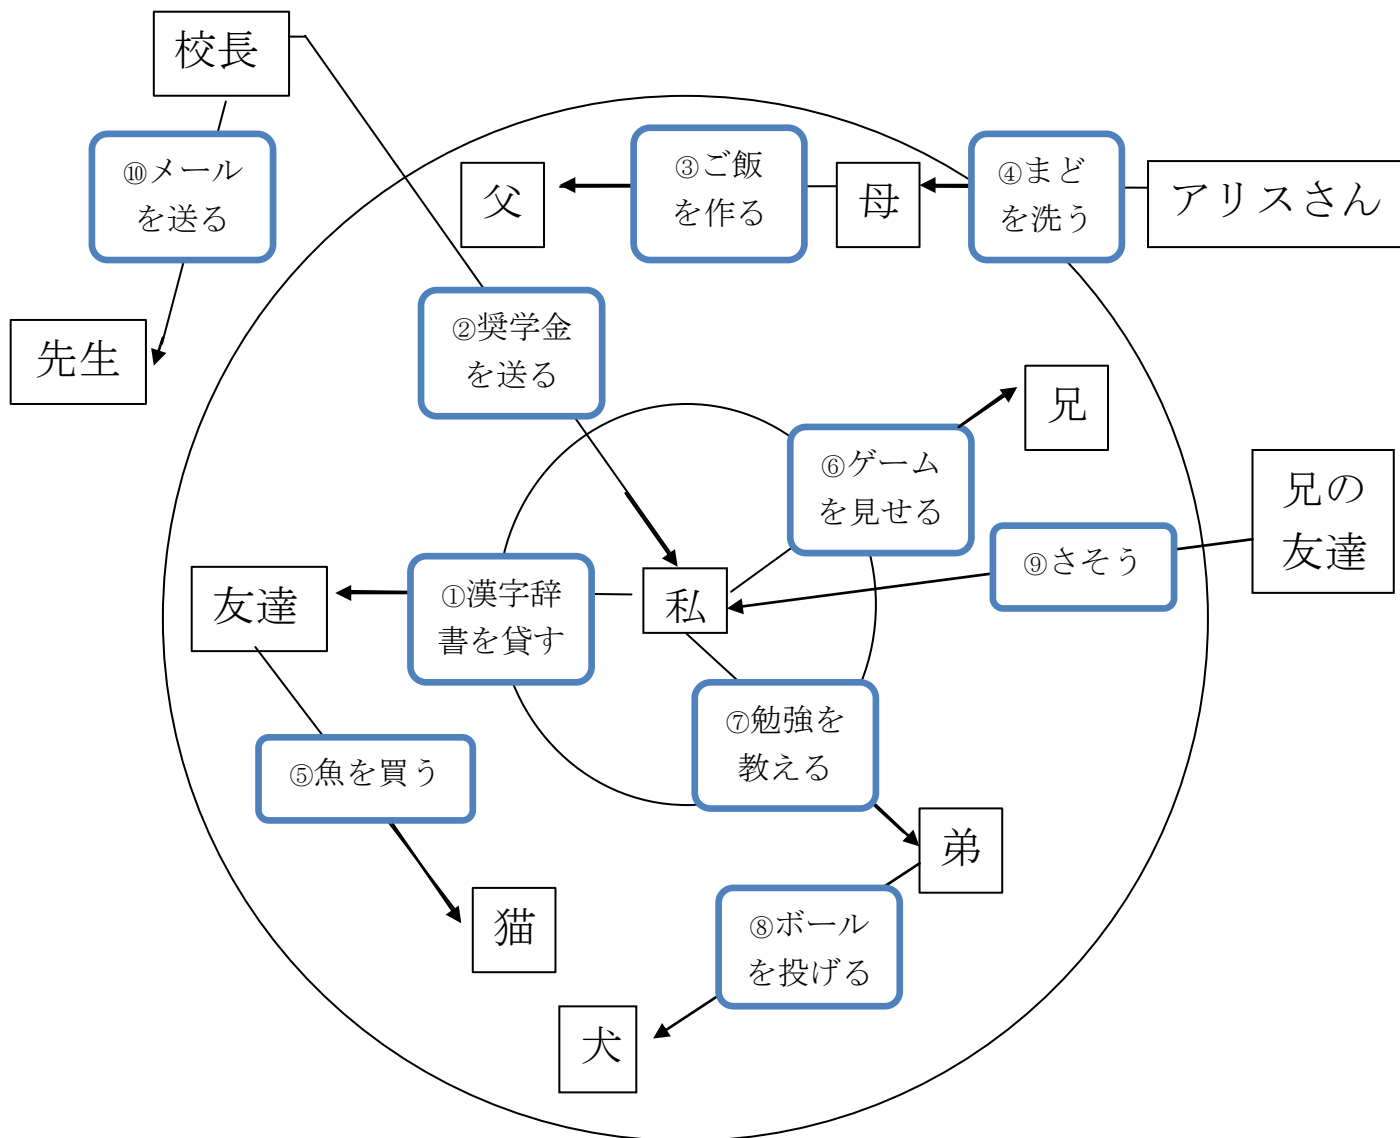 校長
⑩メール
を送る
先生
父
③ご飯
を作る
母
④まど
を洗う
アリスさん
②奨学金
を送る
兄
⑥ゲーム
を見せる
兄の
友達
⑨さそう
友達
①漢字辞
書を貸す
私
⑦勉強を
教える
⑤魚を買う
弟
猫
⑧ボール
を投げる
犬